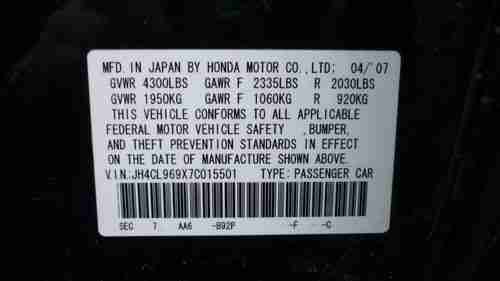 MFD. IN JAPAN BY HONDA MOTOR CO., LTD: 04/'07
GVWR 4300LBS GAWR F 2335LBS R 2030LBS
GVWR 1950KG GAWR F 1060KG R 920KG
THIS VEHICLE CONFORMS TO ALL APPLICABLE
FEDERAL MOTOR VEHICLE SAFETY ,BUMPER,
AND THEFT PREVENTION STANDARDS IN EFFECT
ON THE DATE OF MANUFACTURE SHOWN ABOVE.
V.I.N:JH4CL969X7C015501 TYPE: PASSENGER CAR
SEC 7 AA6 -B92P -F -C